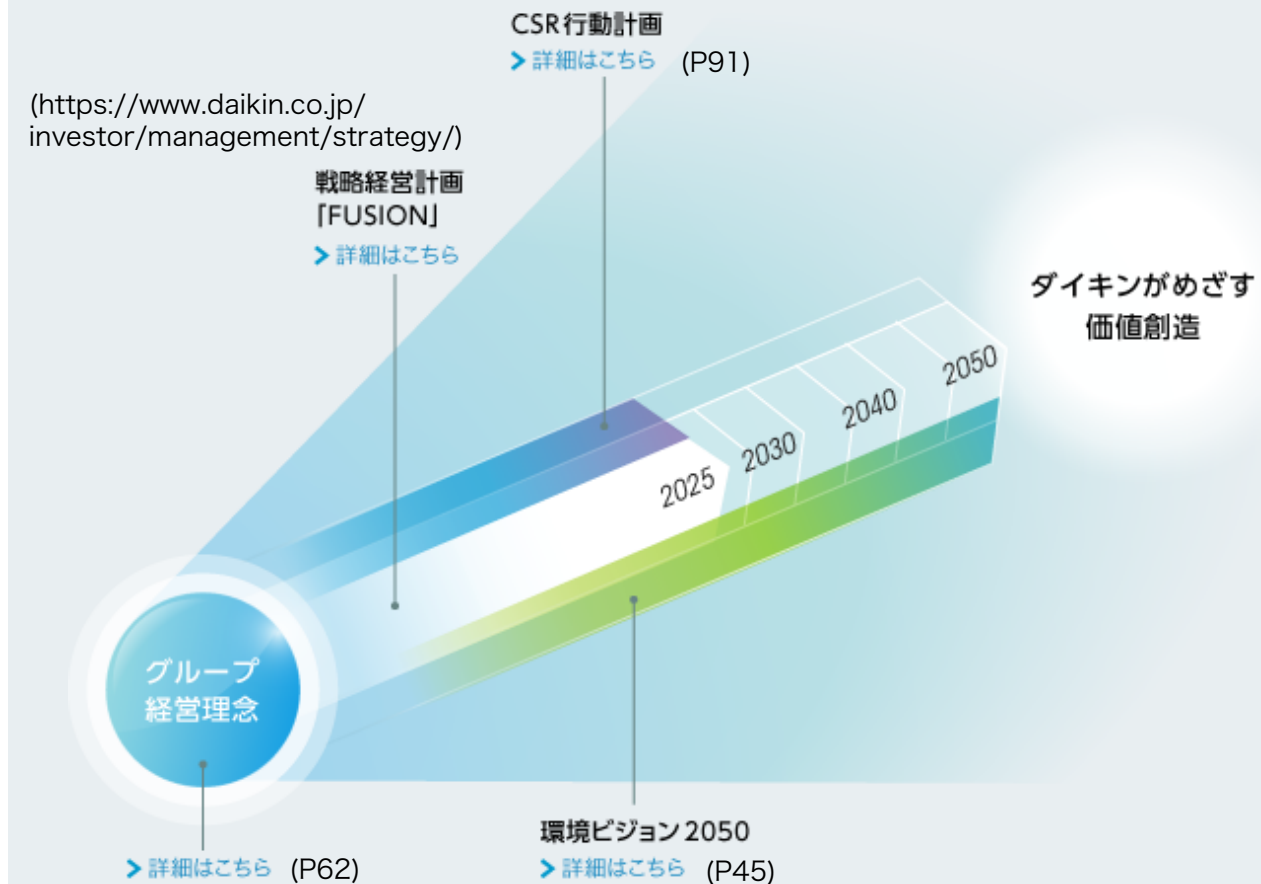 CSR行動計画
> 詳細はこちら (P91)
(https://www.daikin.co.jp/
investor/management/strategy/)
戦略経営計画
「FUSION」
> 詳細はこちら
ダイキンがめざす
価値創造
2050
2040
2030
2025
グループ
経営理念
> 詳細はこちら (P62)
環境ビジョン2050
> 詳細はこちら (P45)